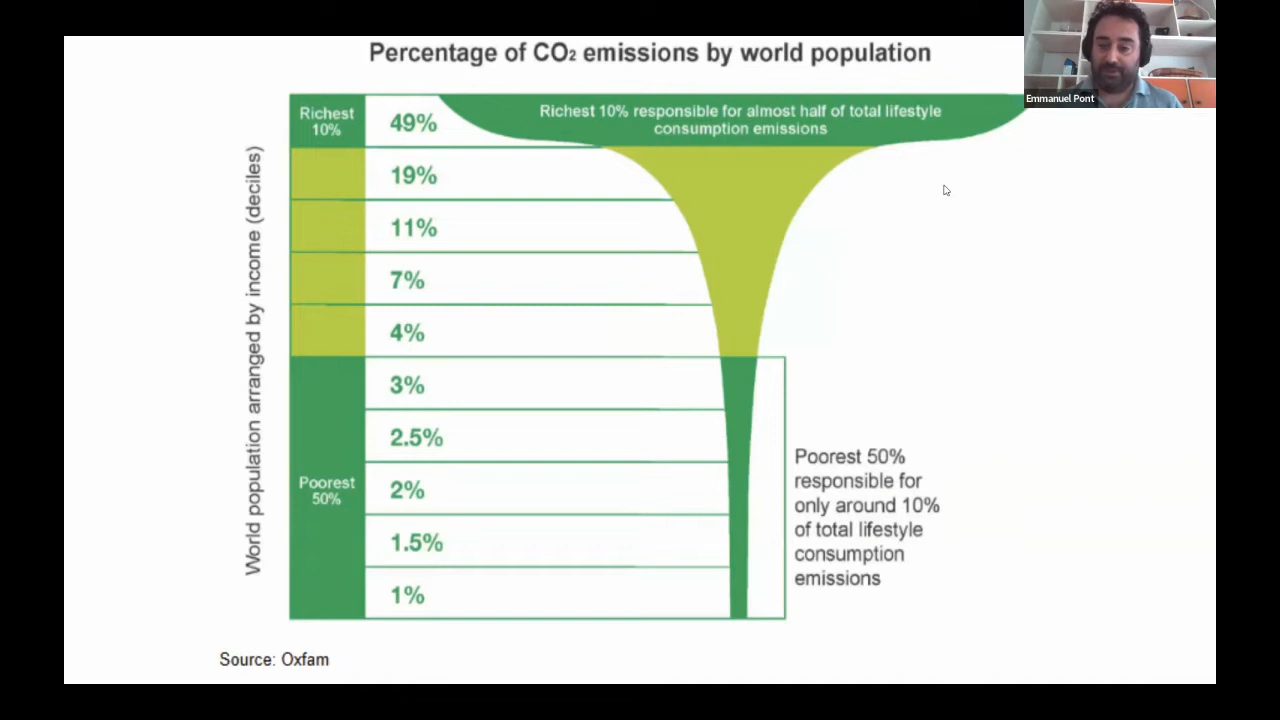 Percentage of CO₂ emissions by world population
Emmanuel Pont
World population arranged by income (deciles)
Richest
10%
49%
Richest 10% responsible for almost half of total lifestyle
consumption emissions
19%
11%
7%
4%
3%
2.5%
Poorest
50%
2%
1.5%
1%
Poorest 50%
responsible for
only around 10%
of total lifestyle
consumption
emissions
Source: Oxfam